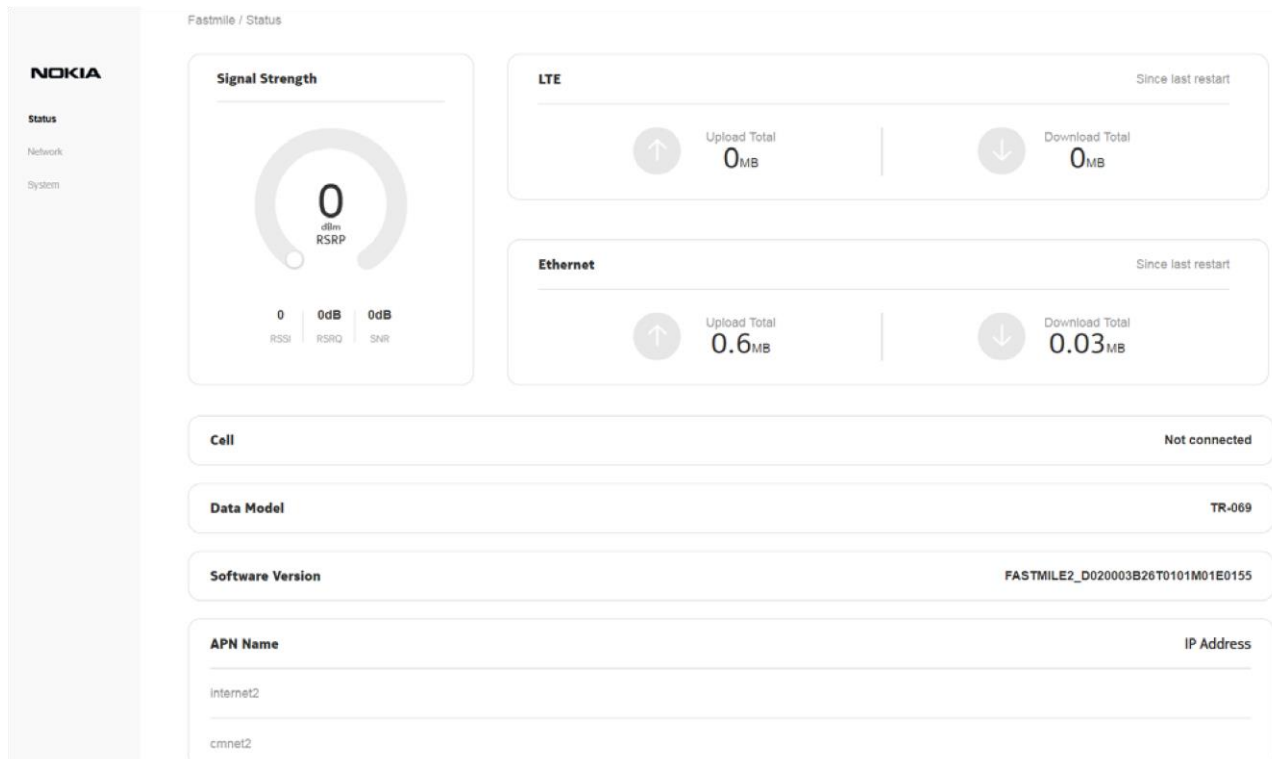 Fastmile / Status
NOKIA
Status
Network
System
Signal Strength
0
dBm
RSRP
0 0dB 0dB
RSSI RSRQ SNR
LTE Since last restart
Upload Total Download Total
0MB 0MB
Ethernet Since last restart
Upload Total Download Total
0.6MB 0.03MB
Cell Not connected
Data Model TR-069
Software Version FASTMILE2_D020003B26T0101M01E0155
APN Name IP Address
internet2
cmnet2